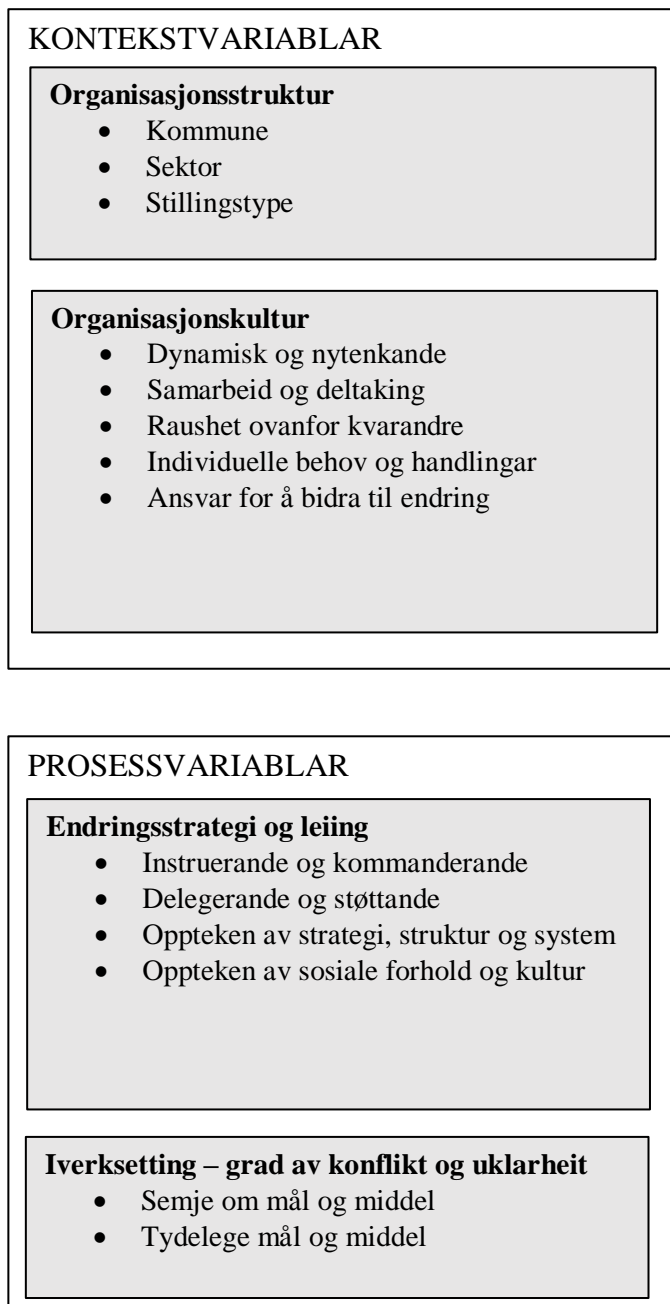 KONTEKSTVARIABLAR
Organisasjonsstruktur
• Kommune
• Sektor
• Stillingstype
Organisasjonskultur
• Dynamisk og nytenkande
• Samarbeid og deltaking
• Raushet ovanfor kvarandre
• Individuelle behov og handlingar
• Ansvar for å bidra til endring
PROSESSVARIABLAR
Endringsstrategi og leiing
• Instruerande og kommanderande
• Delegerande og støttande
• Oppteken av strategi, struktur og system
• Oppteken av sosiale forhold og kultur
Iverksetting – grad av konflikt og uklarheit
• Semje om mål og middel
• Tydelege mål og middel